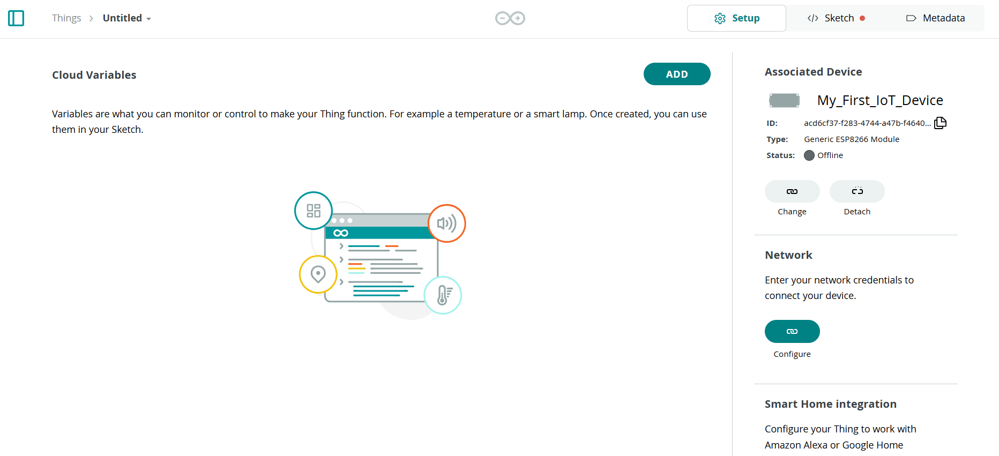 Things > Untitled
Setup
</> Sketch
Metadata
Cloud Variables
ADD
Variables are what you can monitor or control to make your Thing function. For example a temperature or a smart lamp. Once created, you can use
them in your Sketch.
Associated Device
My_First_IoT_Device
ID: acd6cf37-f283-4744-a47b-f4640...
Type: Generic ESP8266 Module
Status: Offline
Change
Detach
Network
Enter your network credentials to
connect your device.
Configure
Smart Home integration
Configure your Thing to work with
Amazon Alexa or Google Home